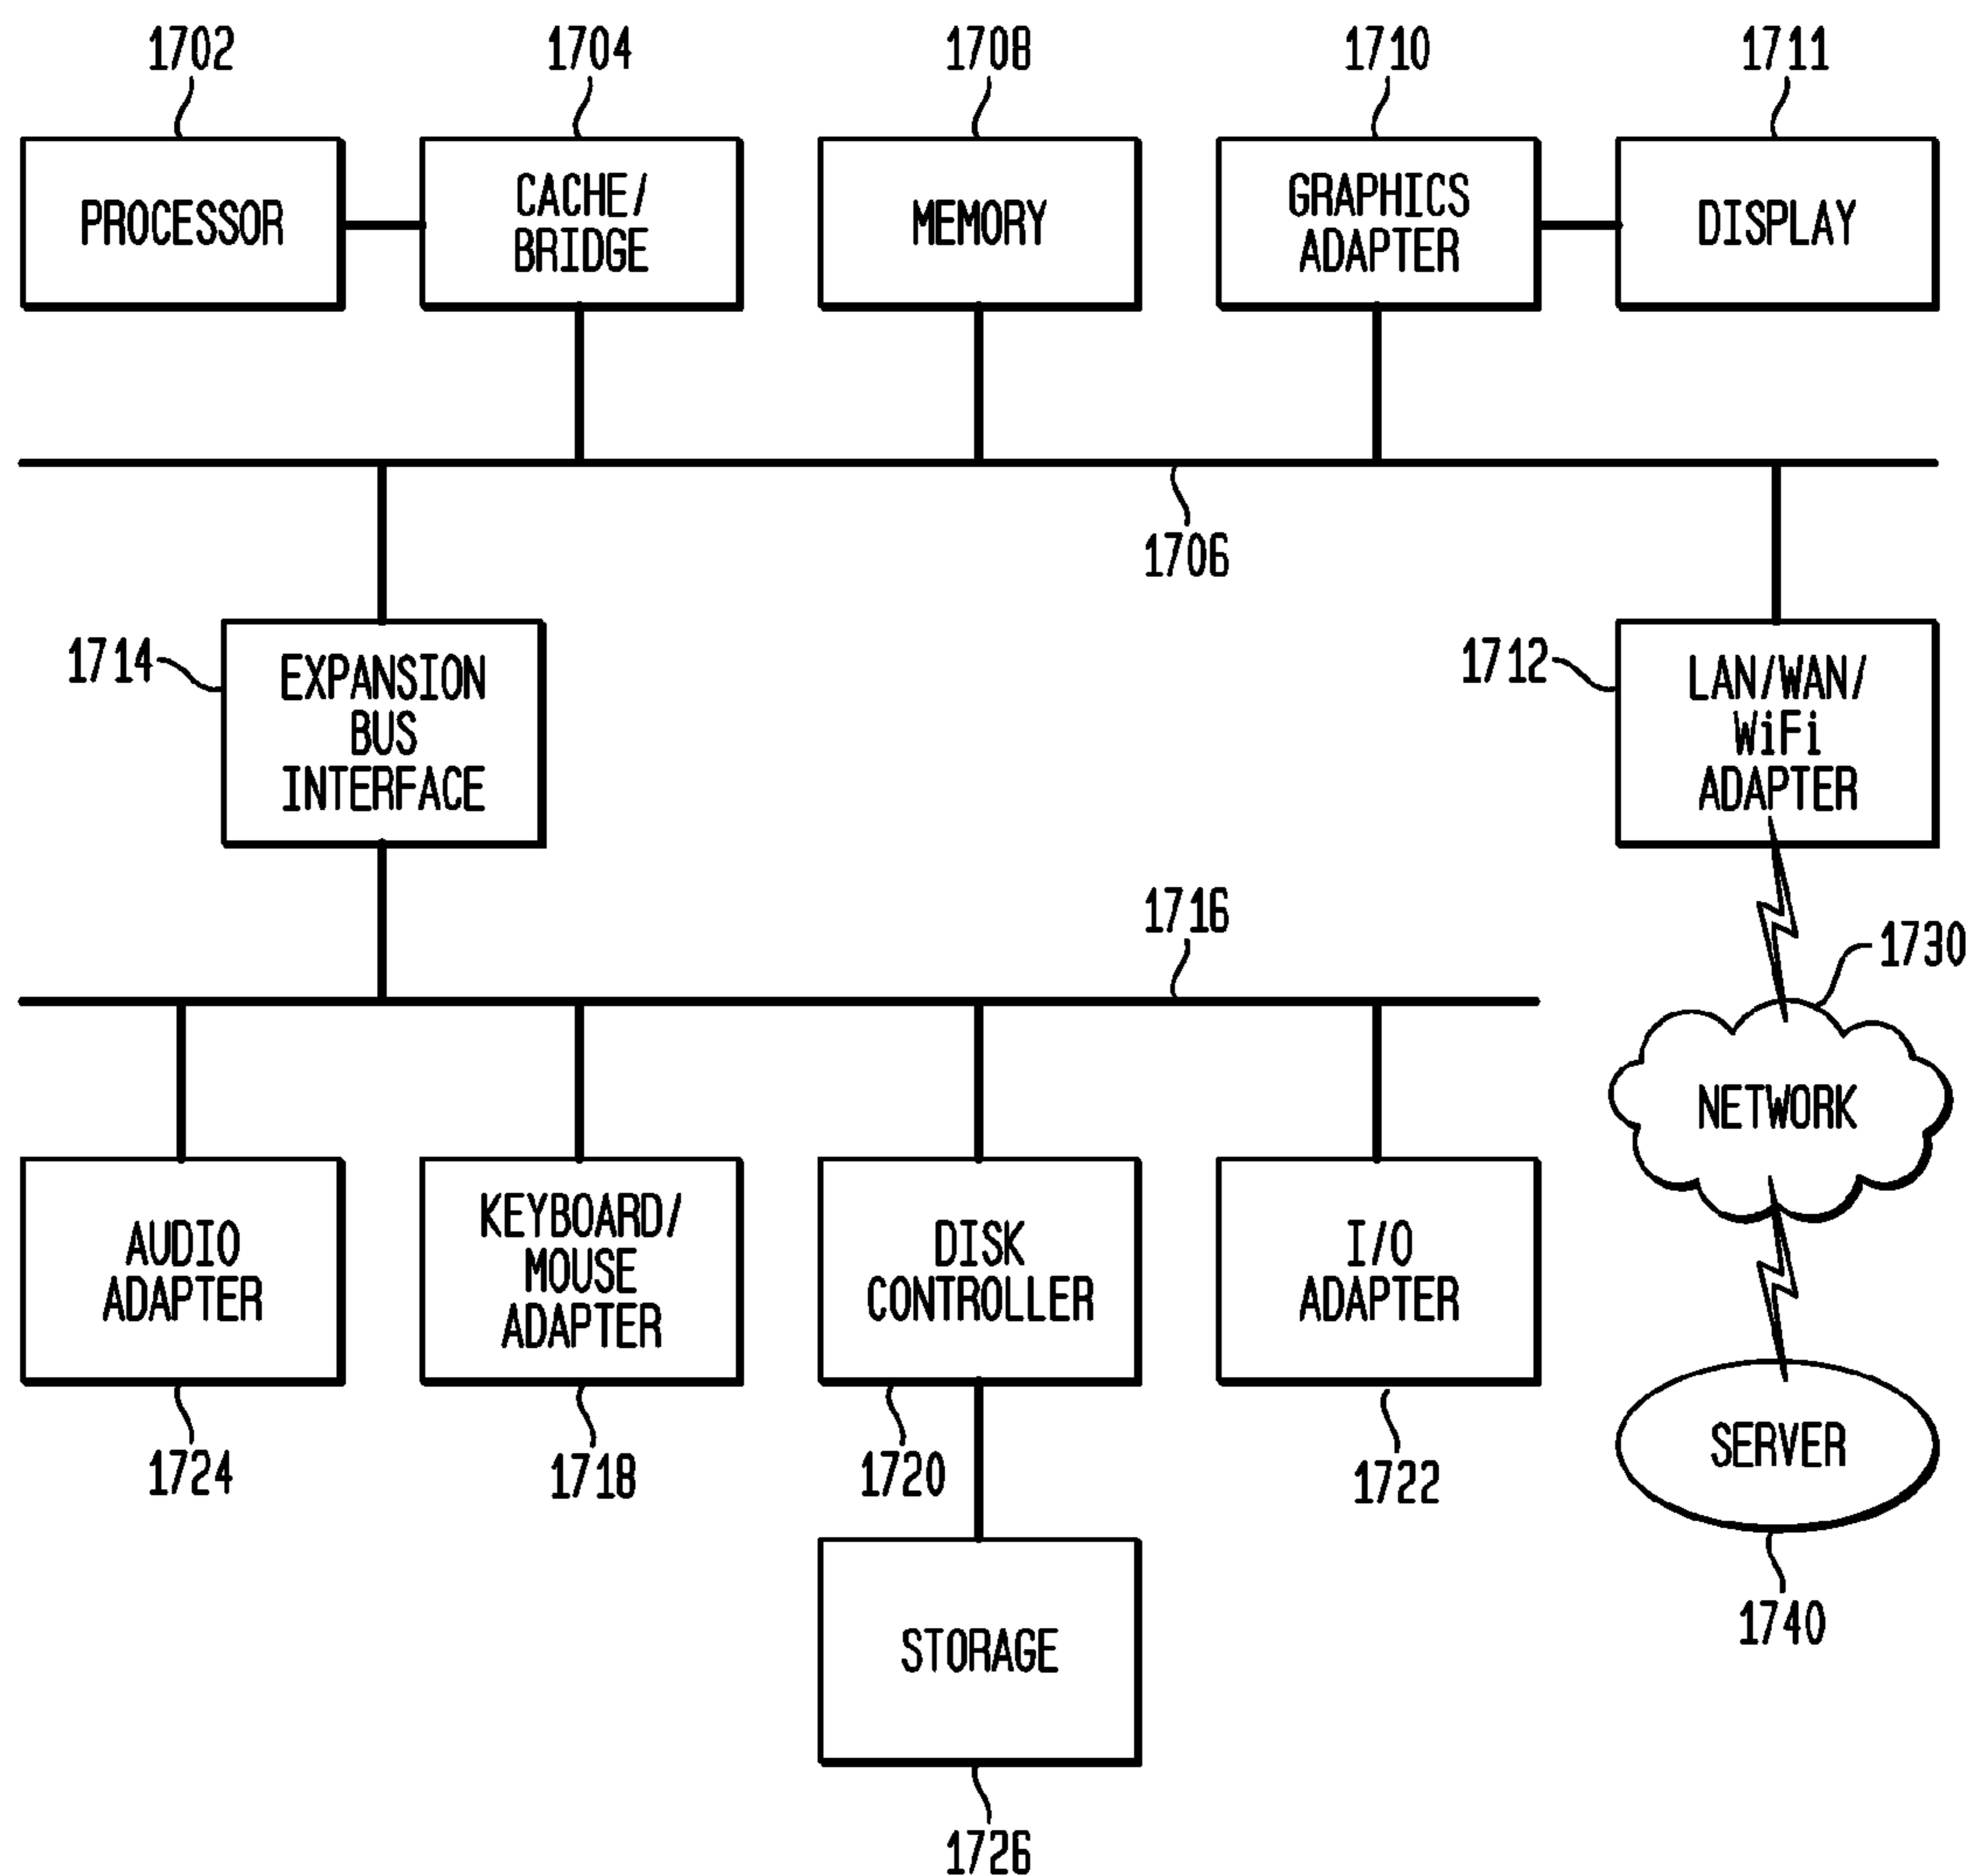 1702
1704
1708
1710
1711
PROCESSOR
CACHE/
BRIDGE
MEMORY
GRAPHICS
ADAPTER
DISPLAY
1706
1714
EXPANSION
BUS
INTERFACE
1712
LAN/WAN/
WiFi
ADAPTER
1716
1730
NETWORK
AUDIO
ADAPTER
KEYBOARD/
MOUSE
ADAPTER
DISK
CONTROLLER
I/O
ADAPTER
SERVER
1724
1718
1720
1722
1740
STORAGE
1726